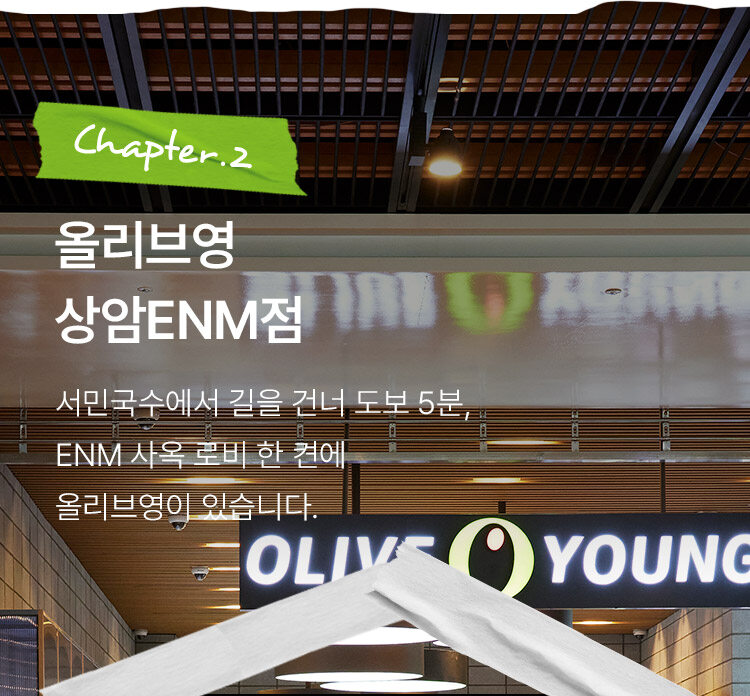 Chapter.2
올리브영
상암ENM점
서민국수에서 길을 건너 도보 5분,
ENM 사옥 로비 한 켠에
올리브영이 있습니다.
OLIVE YOUNG